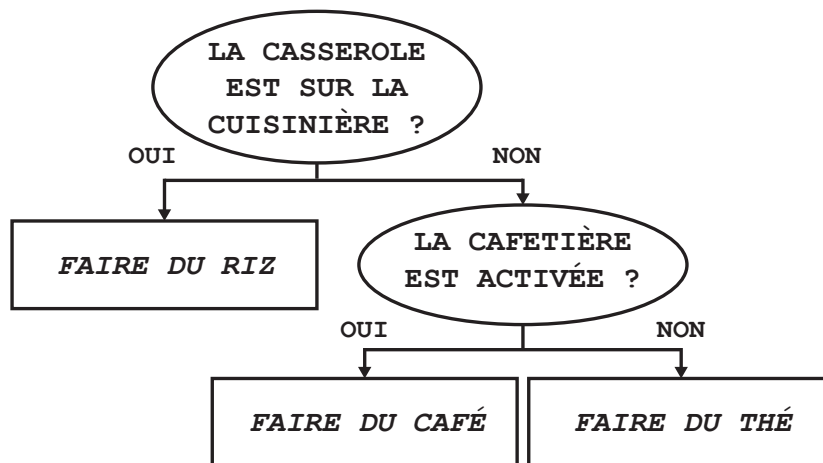 LA CASSEROLE
EST SUR LA
CUISINIÈRE ?
OUI
NON
FAIRE DU RIZ
LA CAFETIÈRE
EST ACTIVÉE ?
OUI
NON
FAIRE DU CAFÉ
FAIRE DU THÉ